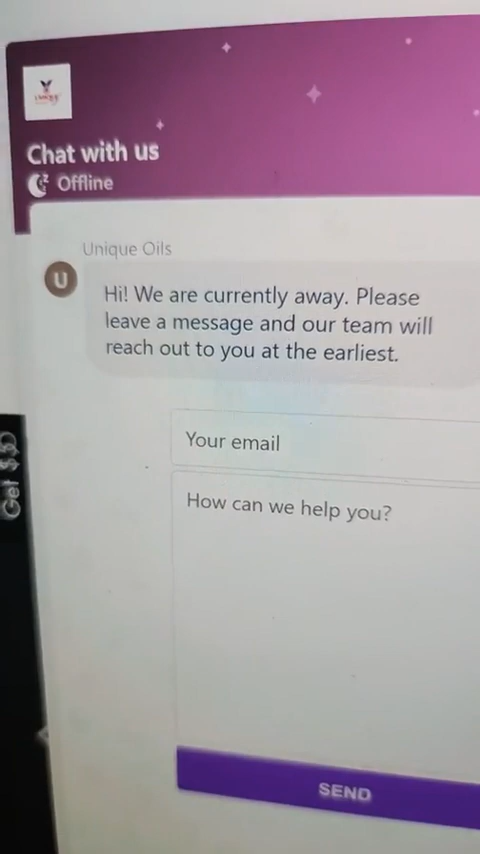 Chat with us
Offline
Unique Oils
U
Hi! We are currently away. Please
leave a message and our team will
reach out to you at the earliest.
Your email
How can we help you?
SEND
Get $